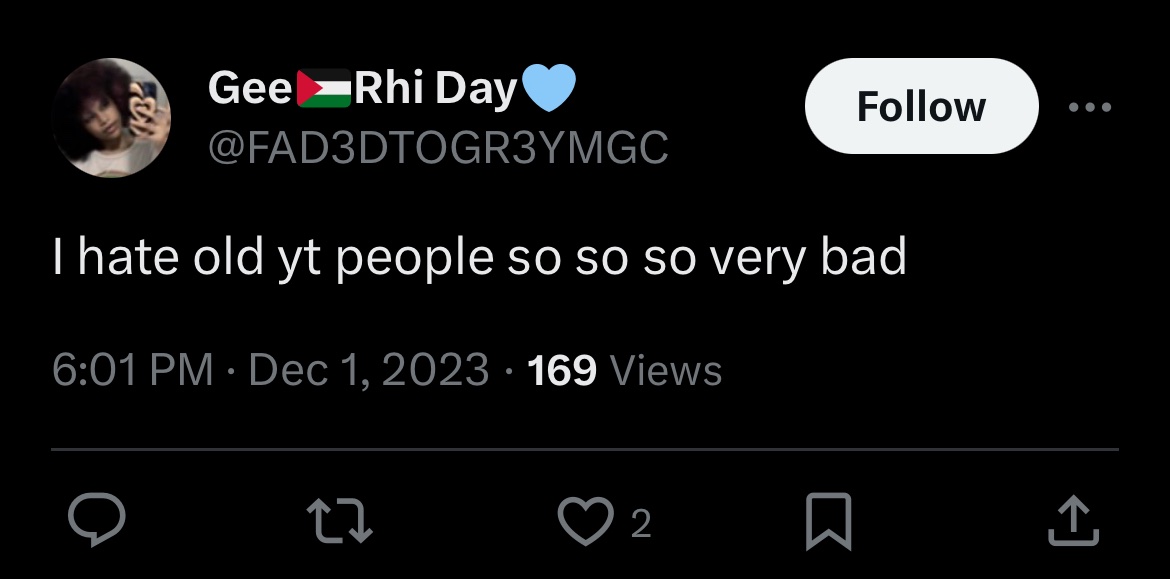 Gee🇵🇸Rhi Day🩵
Follow
@FAD3DTOGR3YMGC
I hate old yt people so so so very bad
6:01 PM · Dec 1, 2023 · 169 Views
2